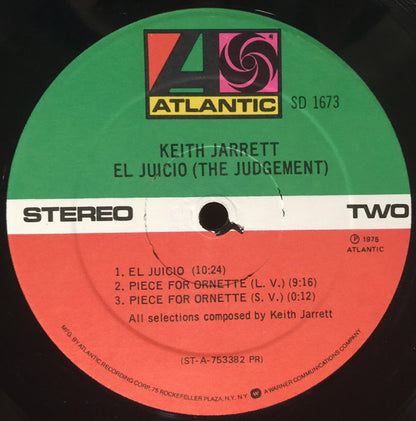 ATLANTIC
SD 1673
KEITH JARRETT
EL JUICIO (THE JUDGEMENT)
STEREO
TWO
Ⓟ 1975
ATLANTIC
1. EL JUICIO (10:24)
2. PIECE FOR ORNETTE (L. V.) (9:16)
3. PIECE FOR ORNETTE (S. V.) (0:12)
All selections composed by Keith Jarrett
(ST-A-753382 PR)
MFG. BY ATLANTIC RECORDING CORP., 75 ROCKEFELLER PLAZA, N.Y., N.Y. A WARNER COMMUNICATIONS COMPANY